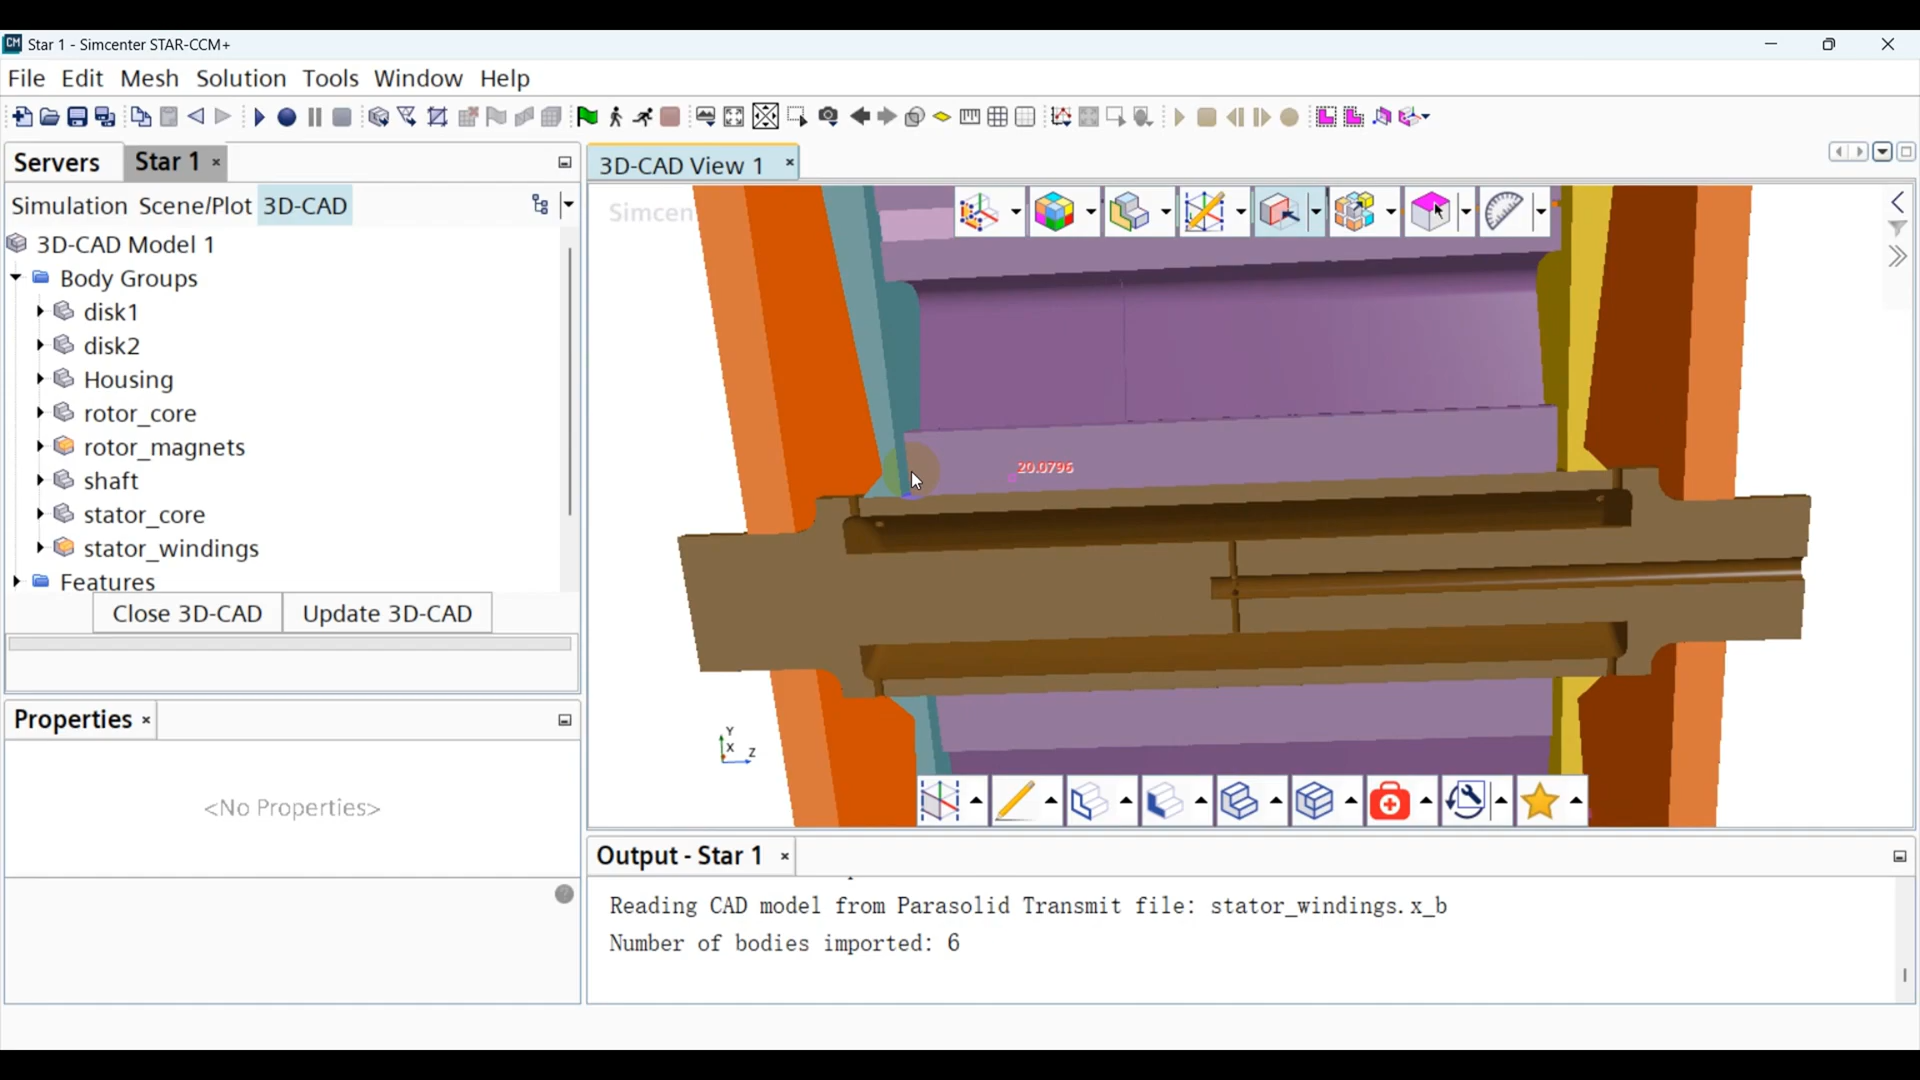 Star 1 - Simcenter STAR-CCM+
File Edit Mesh Solution Tools Window Help
Servers Star 1
3D-CAD View 1
Simulation Scene/Plot 3D-CAD
Simcen
3D-CAD Model 1
Body Groups
disk1
disk2
Housing
rotor_core
rotor_magnets
shaft
stator_core
stator_windings
Features
20.0796
Close 3D-CAD Update 3D-CAD
Y
X
Z
Properties
<No Properties>
Output - Star 1
Reading CAD model from Parasolid Transmit file: stator_windings.x_b
Number of bodies imported: 6